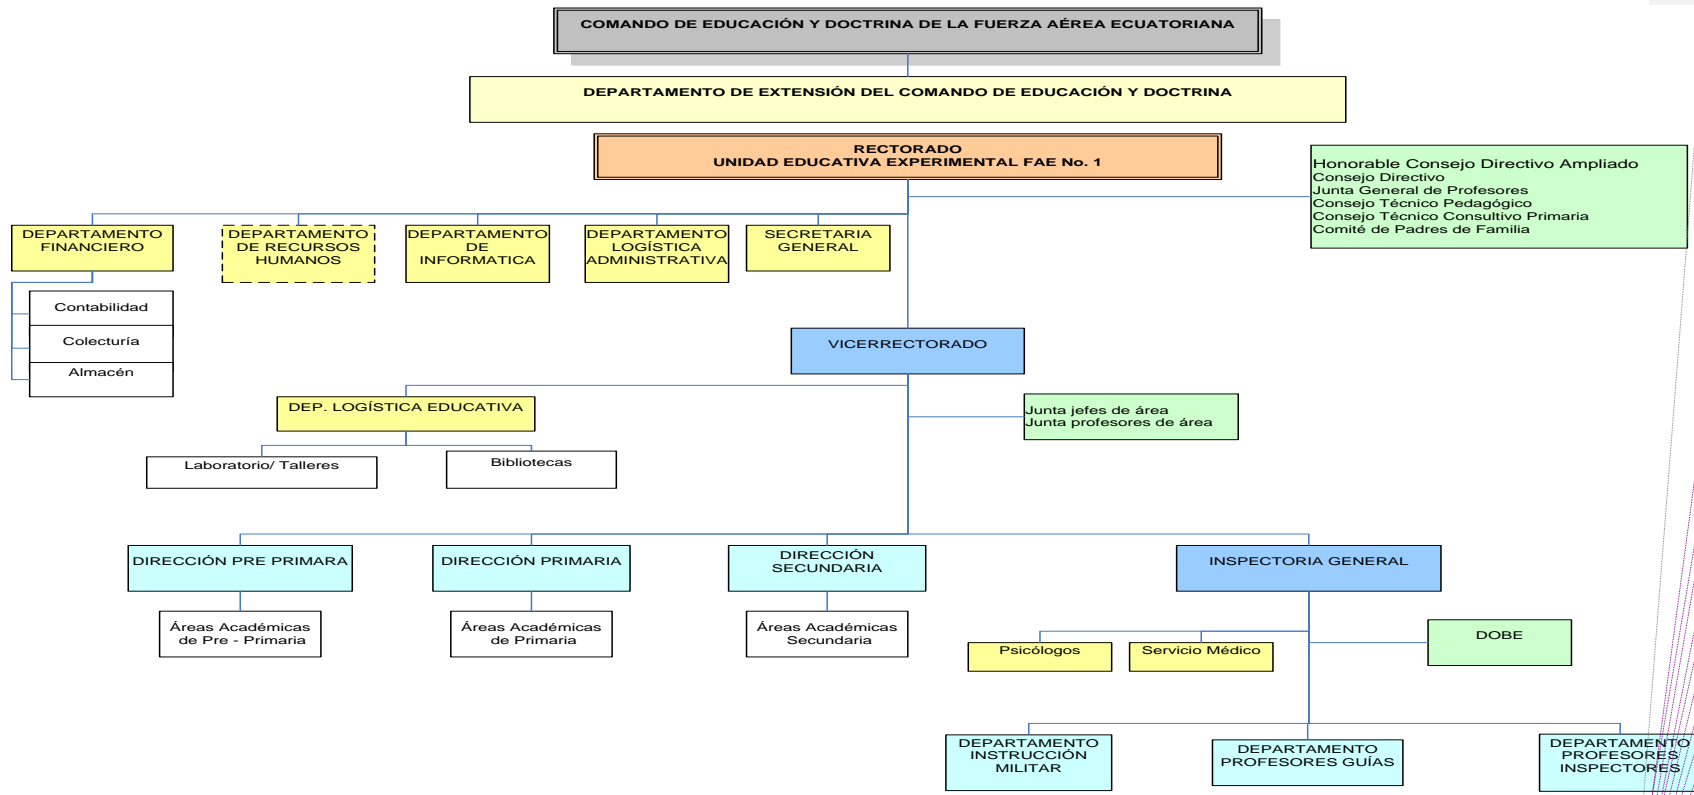 COMANDO DE EDUCACIÓN Y DOCTRINA DE LA FUERZA AÉREA ECUATORIANA
DEPARTAMENTO DE EXTENSIÓN DEL COMANDO DE EDUCACIÓN Y DOCTRINA
RECTORADO
UNIDAD EDUCATIVA EXPERIMENTAL FAE No. 1
Honorable Consejo Directivo Ampliado
Consejo Directivo
Junta General de Profesores
Consejo Técnico Pedagógico
Consejo Técnico Consultivo Primaria
Comité de Padres de Familia
DEPARTAMENTO
FINANCIERO
DEPARTAMENTO
DE RECURSOS
HUMANOS
DEPARTAMENTO
DE
INFORMATICA
DEPARTAMENTO
LOGÍSTICA
ADMINISTRATIVA
SECRETARIA
GENERAL
Contabilidad
Colecturía
Almacén
VICERRECTORADO
DEP. LOGÍSTICA EDUCATIVA
Junta jefes de área
Junta profesores de área
Laboratorio/ Talleres
Bibliotecas
DIRECCIÓN PRE PRIMARA
DIRECCIÓN PRIMARIA
DIRECCIÓN
SECUNDARIA
INSPECTORIA GENERAL
Áreas Académicas
de Pre - Primaria
Áreas Académicas
de Primaria
Áreas Académicas
Secundaria
Psicólogos
Servicio Médico
DOBE
DEPARTAMENTO
INSTRUCCIÓN
MILITAR
DEPARTAMENTO
PROFESORES GUÍAS
DEPARTAMENTO
PROFESORES
INSPECTORES